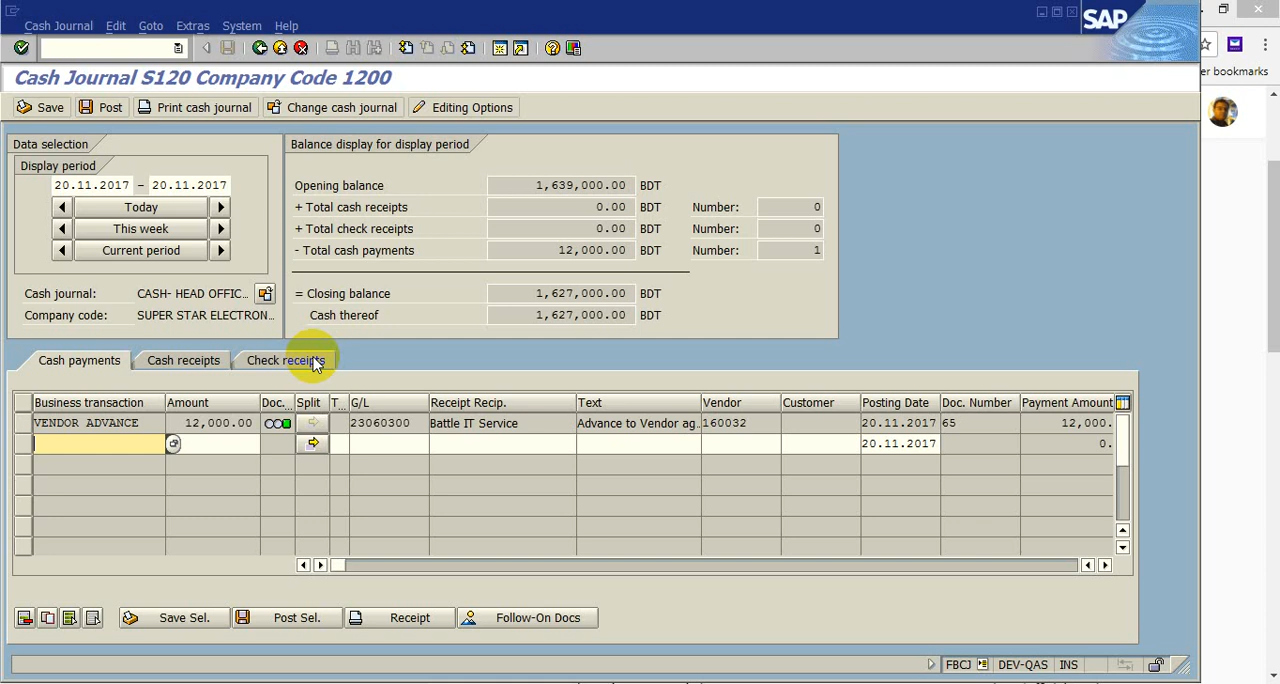 Cash Journal Edit Goto Extras System Help
SAP
Cash Journal S120 Company Code 1200
Save Post Print cash journal Change cash journal Editing Options
er bookmarks
Data selection
Display period
20.11.2017 - 20.11.2017
Today
This week
Current period
Cash journal: CASH- HEAD OFFIC...
Company code: SUPER STAR ELECTRON...
Balance display for display period
Opening balance 1,639,000.00 BDT
+ Total cash receipts 0.00 BDT Number: 0
+ Total check receipts 0.00 BDT Number: 0
- Total cash payments 12,000.00 BDT Number: 1
= Closing balance 1,627,000.00 BDT
Cash thereof 1,627,000.00 BDT
Cash payments Cash receipts Check receipts
Business transaction Amount Doc... Split T... G/L Receipt Recip. Text Vendor Customer Posting Date Doc. Number Payment Amount
VENDOR ADVANCE 12,000.00 23060300 Battle IT Service Advance to Vendor ag... 160032 20.11.2017 65 12,000.
20.11.2017 0.
Save Sel. Post Sel. Receipt Follow-On Docs
FBCJ DEV-QAS INS